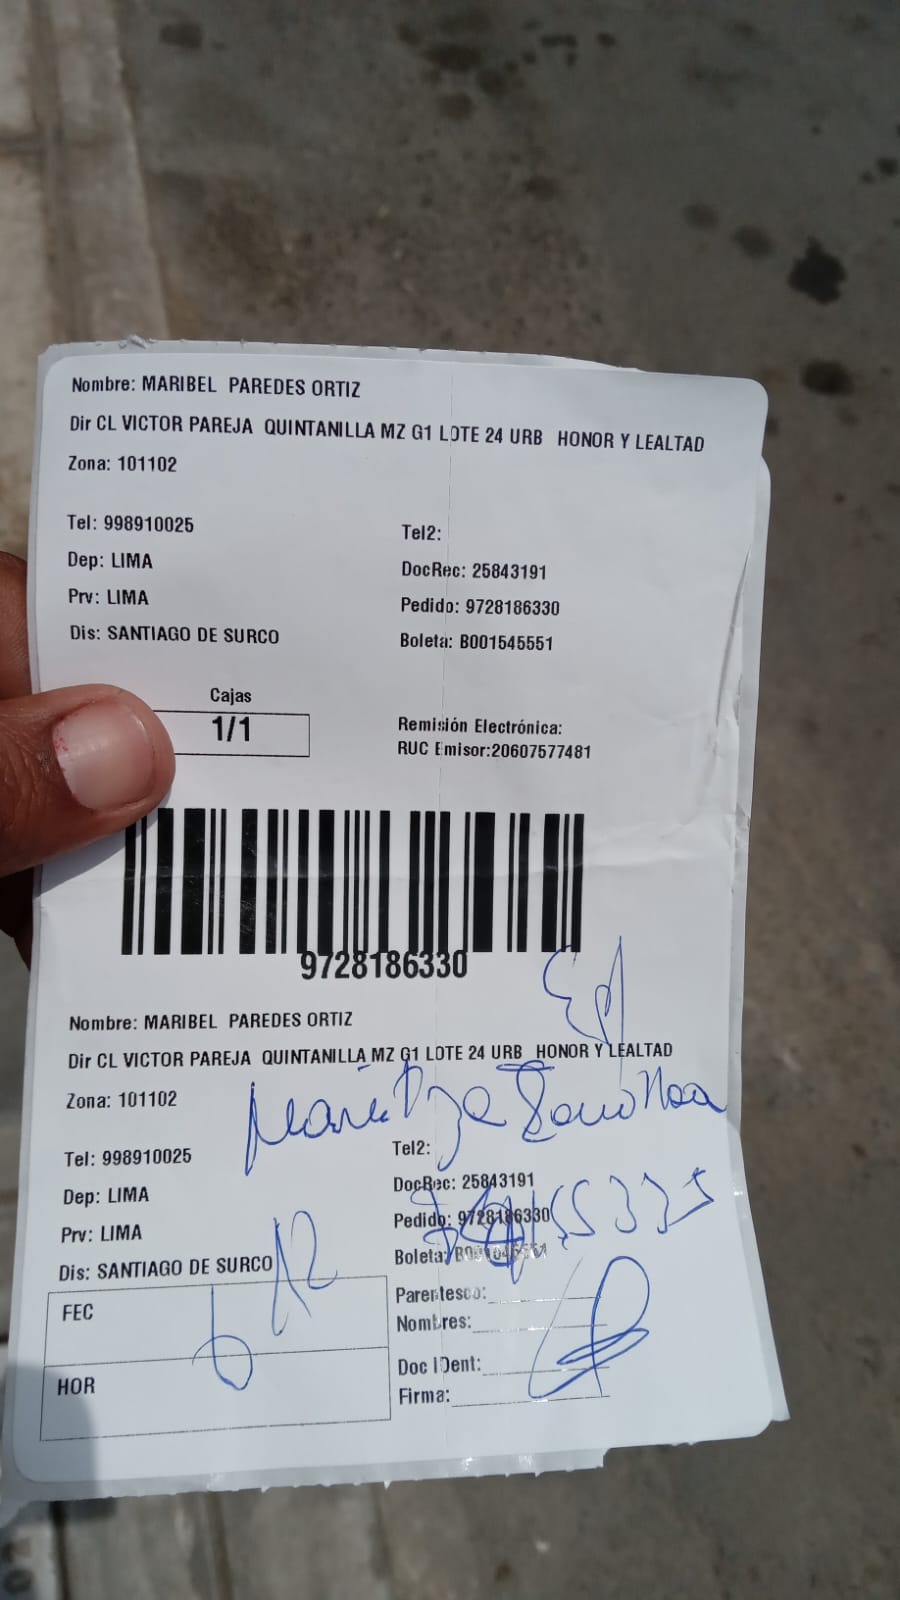 Nombre: MARIBEL PAREDES ORTIZ
Dir CL VICTOR PAREJA QUINTANILLA MZ G1 LOTE 24 URB HONOR Y LEALTAD
Zona: 101102
Tel: 998910025
Tel2:
Dep: LIMA
DocRec: 25843191
Prv: LIMA
Pedido: 9728186330
Dis: SANTIAGO DE SURCO
Boleta: B001545551
Cajas
1/1
Remisión Electrónica:
RUC Emisor:20607577481
9728186330
Nombre: MARIBEL PAREDES ORTIZ
Dir CL VICTOR PAREJA QUINTANILLA MZ G1 LOTE 24 URB HONOR Y LEALTAD
Zona: 101102
Tel: 998910025
Tel2:
Dep: LIMA
DocRec: 25843191
Prv: LIMA
Pedido: 9728186330
Dis: SANTIAGO DE SURCO
Boleta:
FEC
Parentesco:
Nombres:
HOR
Doc IDent:
Firma: